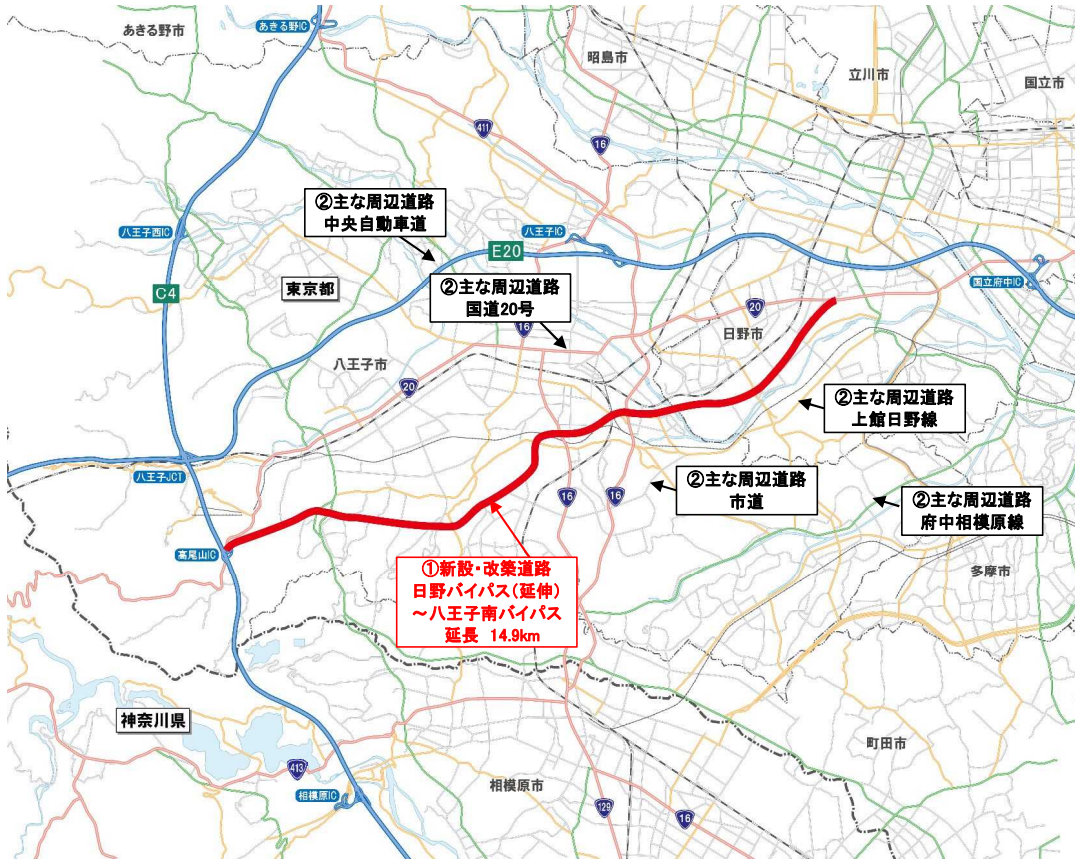 あきる野市
あきる野IC
昭島市
立川市
国立市
411
16
②主な周辺道路
中央自動車道
八王子西IC
八王子IC
E20
C4
東京都
②主な周辺道路
国道20号
国立府中IC
16
20
日野市
八王子市
20
②主な周辺道路
上館日野線
八王子JCT
②主な周辺道路
市道
16
16
②主な周辺道路
府中相模原線
高尾山IC
①新設・改築道路
日野バイパス(延伸)
～八王子南バイパス
延長 14.9km
多摩市
神奈川県
町田市
413
相模原市
相模原IC
129
16